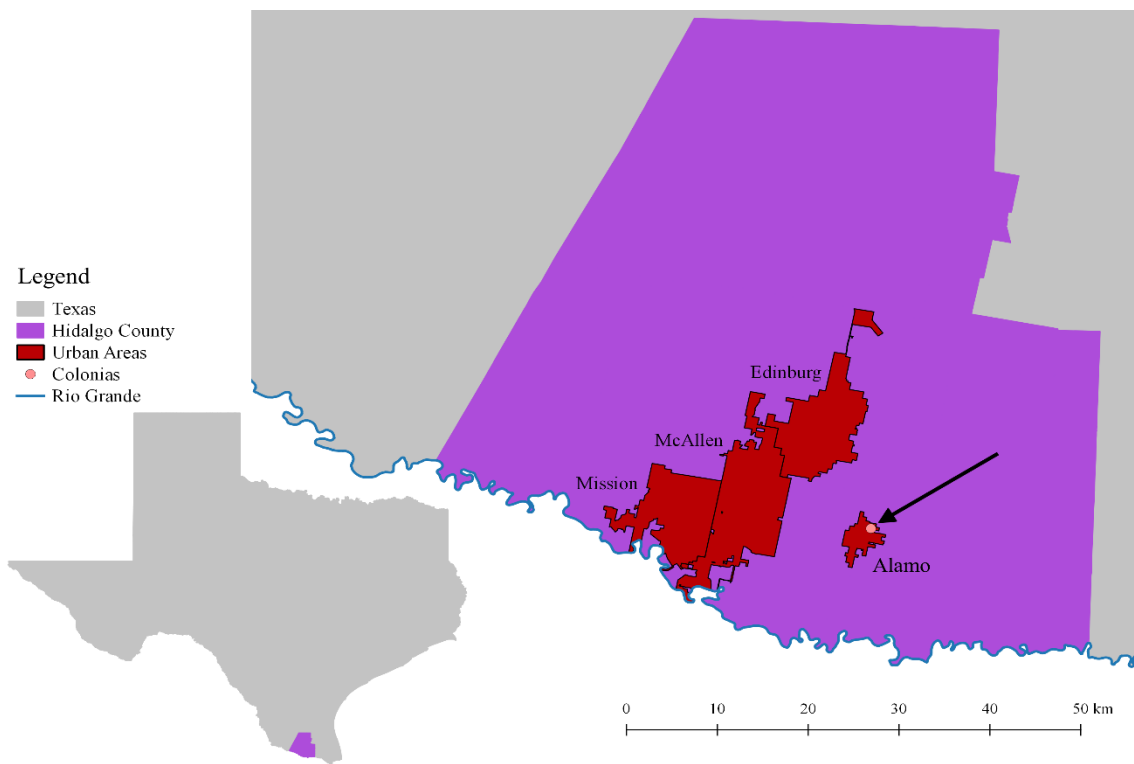 Legend
Texas
Hidalgo County
Urban Areas
Colonias
Rio Grande
Edinburg
McAllen
Mission
Alamo
0 10 20 30 40 50 km